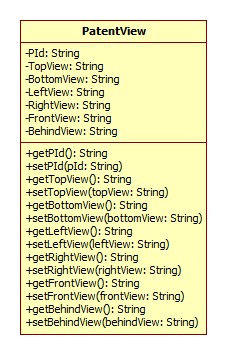 PatentView
-PId: String
-TopView: String
-BottomView: String
-LeftView: String
-RightView: String
-FrontView: String
-BehindView: String
+getPId(): String
+setPId(pId: String)
+getTopView(): String
+setTopView(topView: String)
+getBottomView(): String
+setBottomView(bottomView: String)
+getLeftView(): String
+setLeftView(leftView: String)
+getRightView(): String
+setRightView(rightView: String)
+getFrontView(): String
+setFrontView(frontView: String)
+getBehindView(): String
+setBehindView(behindView: String)